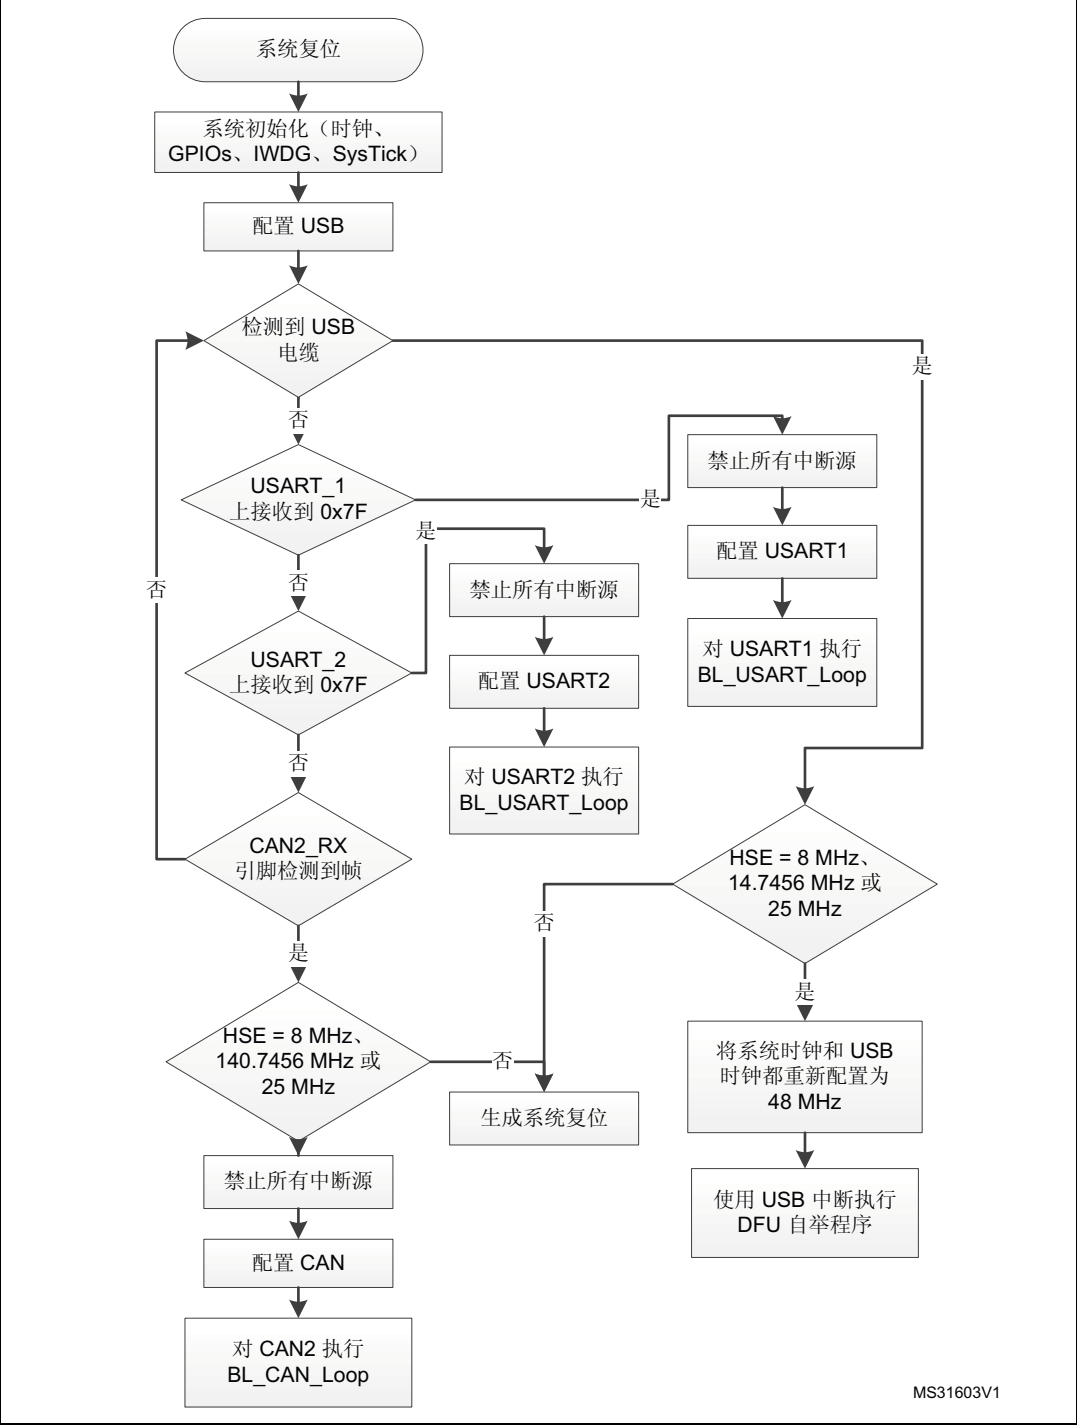 系统复位
系统初始化（时钟、
GPIOs、IWDG、SysTick）
配置 USB
检测到 USB
电缆
是
否
USART_1
上接收到 0x7F
是
禁止所有中断源
配置 USART1
对 USART1 执行
BL_USART_Loop
否
USART_2
上接收到 0x7F
是
禁止所有中断源
配置 USART2
对 USART2 执行
BL_USART_Loop
否
CAN2_RX
引脚检测到帧
否
是
HSE = 8 MHz、
140.7456 MHz 或
25 MHz
否
禁止所有中断源
配置 CAN
对 CAN2 执行
BL_CAN_Loop
HSE = 8 MHz、
14.7456 MHz 或
25 MHz
否
生成系统复位
是
将系统时钟和 USB
时钟都重新配置为
48 MHz
使用 USB 中断执行
DFU 自举程序
MS31603V1